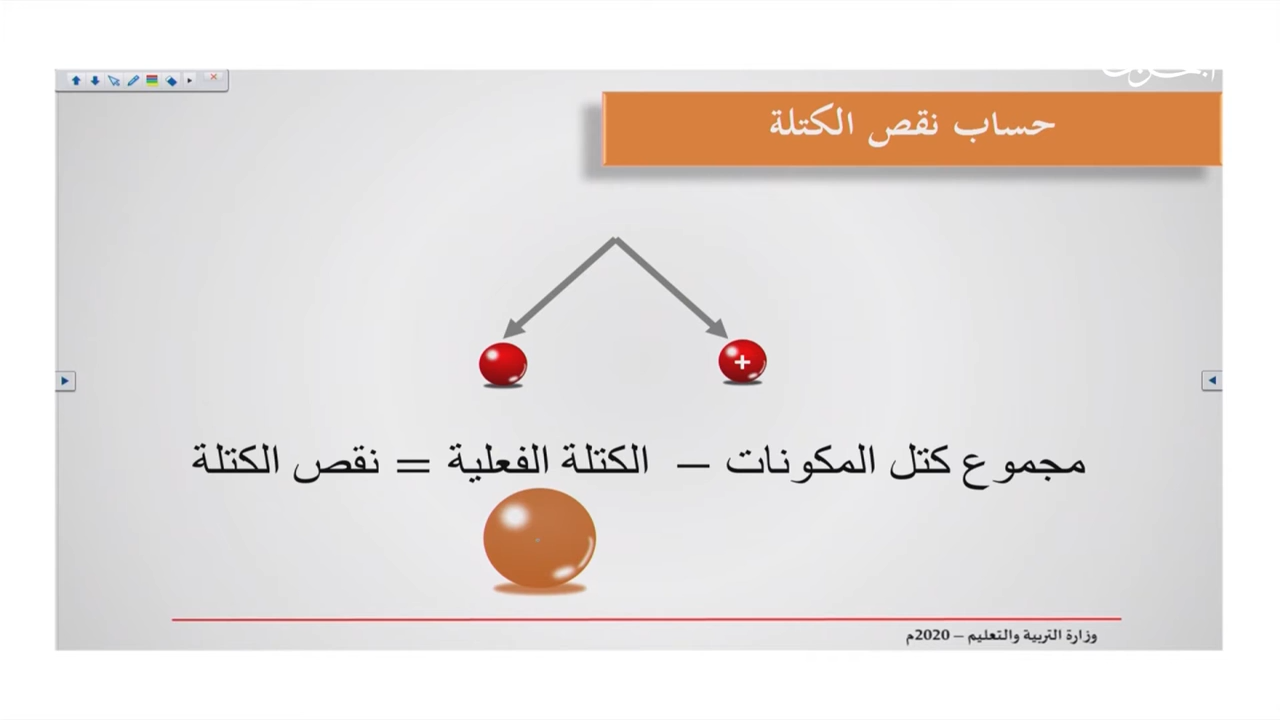 حساب نقص الكتلة
+
مجموع كتل المكونات – الكتلة الفعلية = نقص الكتلة
وزارة التربية والتعليم – 2020م